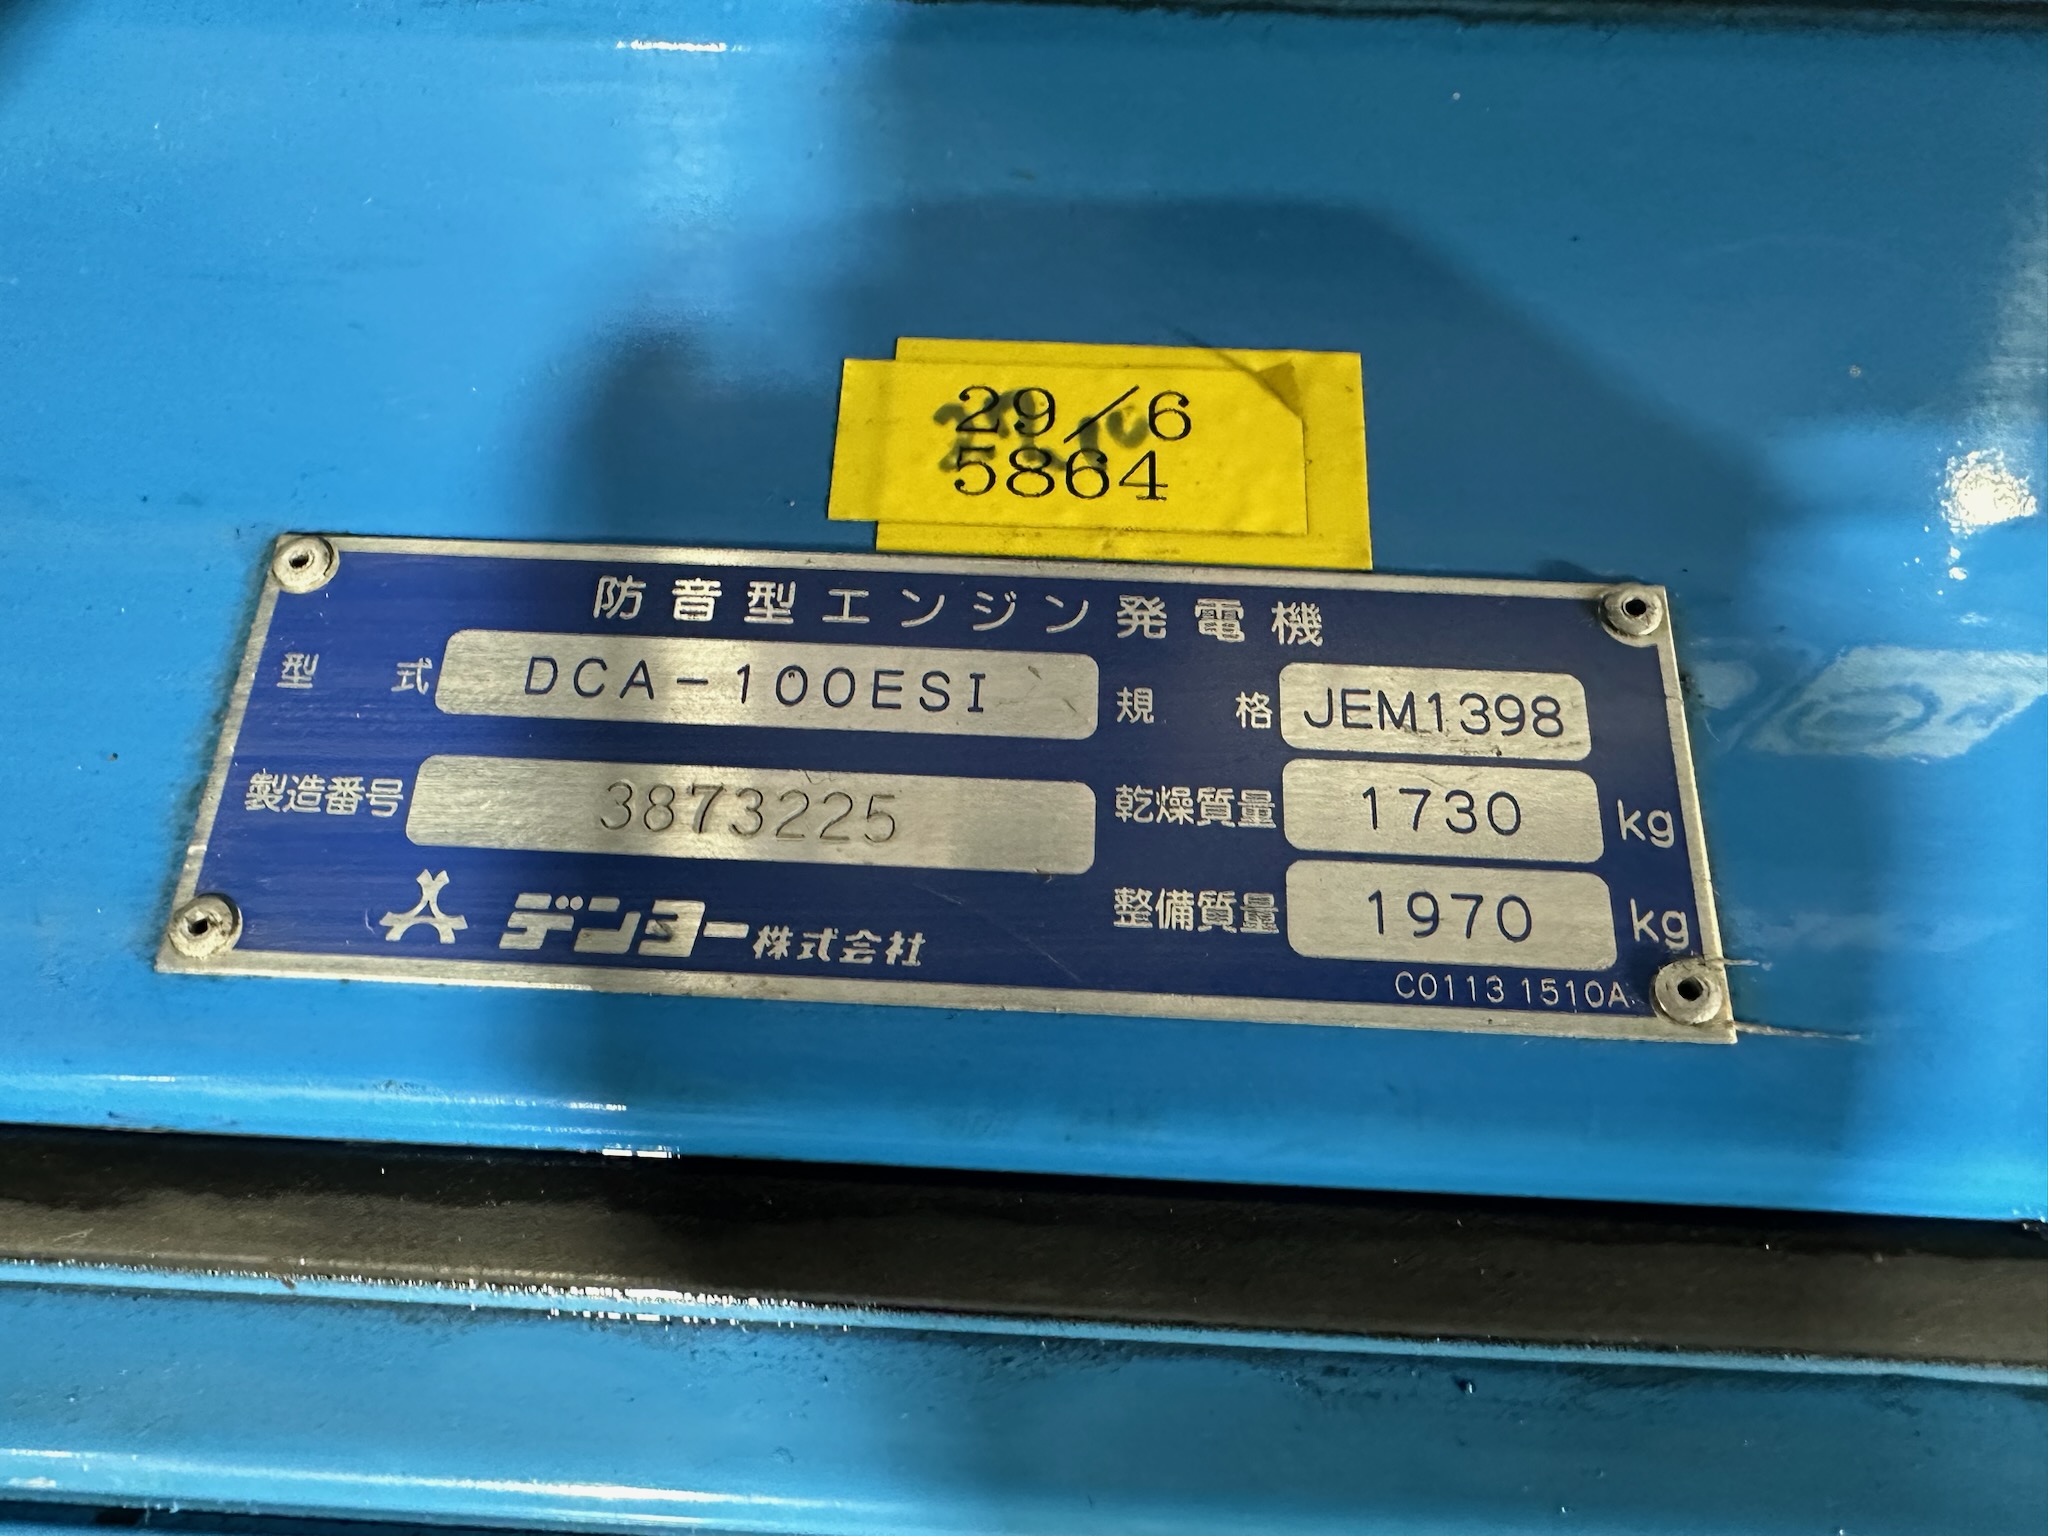 29/6
5864
防音型エンジン発電機
型式 DCA-100ESI 規格 JEM1398
製造番号 3873225 乾燥質量 1730 kg
デンヨー株式会社 整備質量 1970 kg
C0113 1510A